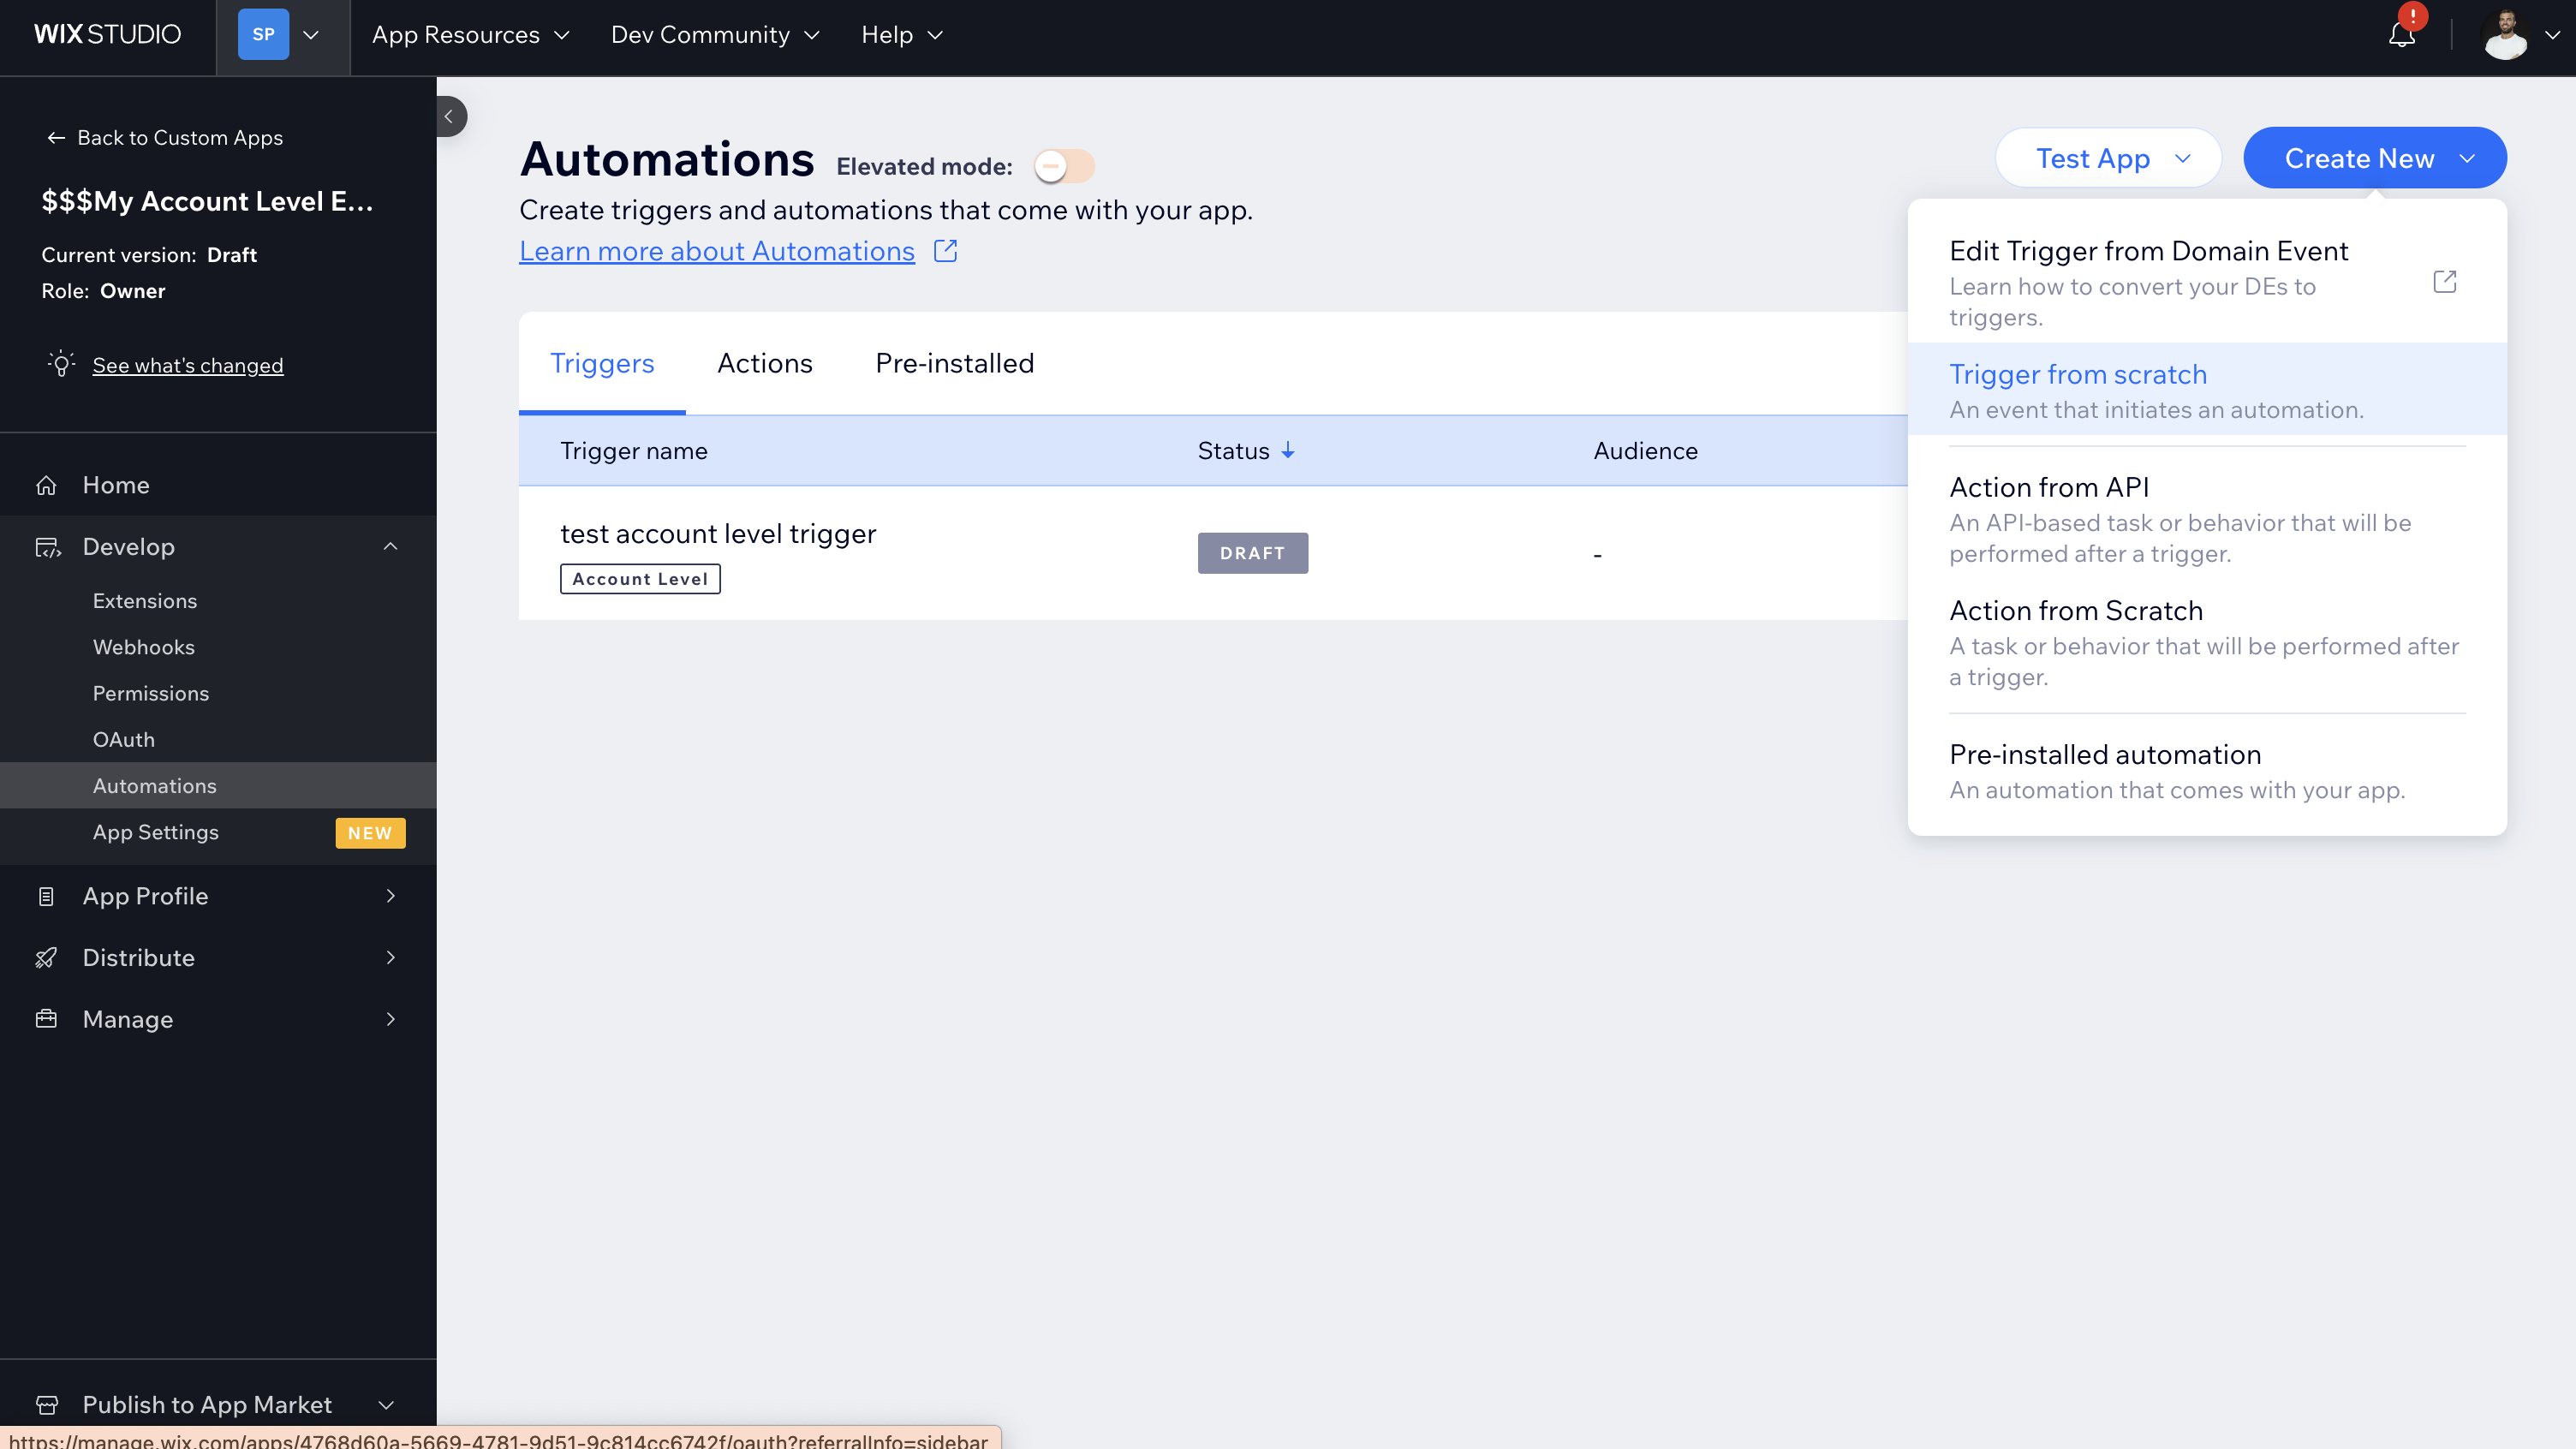 WIX STUDIO
SP
App Resources
Dev Community
Help
!
Back to Custom Apps
$$$My Account Level E...
Current version: Draft
Role: Owner
See what's changed
Home
Develop
Extensions
Webhooks
Permissions
OAuth
Automations
App Settings
NEW
App Profile
Distribute
Manage
Publish to App Market
https://manage.wix.com/apps/4768d60a-5669-4781-9d51-9c814cc6742f/oauth?referralInfo=sidebar
Automations
Elevated mode:
Create triggers and automations that come with your app.
Learn more about Automations
Test App
Create New
Triggers
Actions
Pre-installed
Trigger name
Status
Audience
test account level trigger
Account Level
DRAFT
-
Edit Trigger from Domain Event
Learn how to convert your DEs to
triggers.
Trigger from scratch
An event that initiates an automation.
Action from API
An API-based task or behavior that will be
performed after a trigger.
Action from Scratch
A task or behavior that will be performed after
a trigger.
Pre-installed automation
An automation that comes with your app.